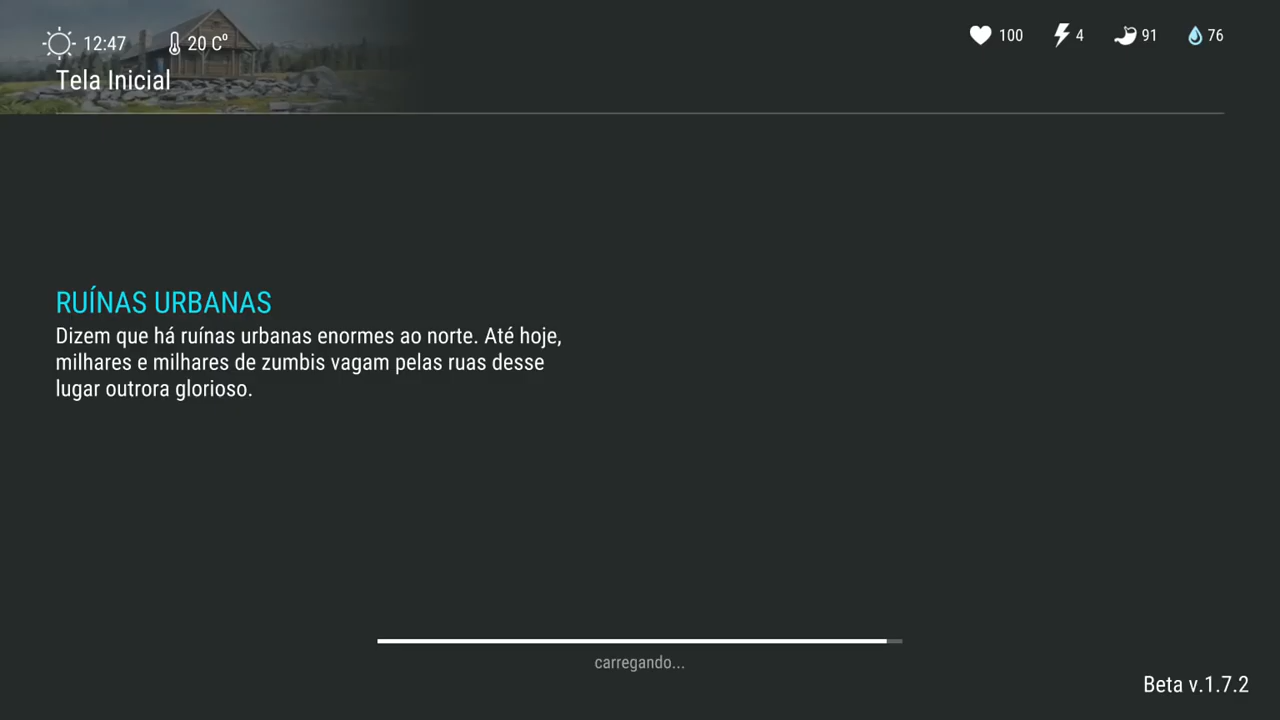 12:47
20 Cº
100
4
91
76
Tela Inicial
RUÍNAS URBANAS
Dizem que há ruínas urbanas enormes ao norte. Até hoje,
milhares e milhares de zumbis vagam pelas ruas desse
lugar outrora glorioso.
carregando...
Beta v.1.7.2